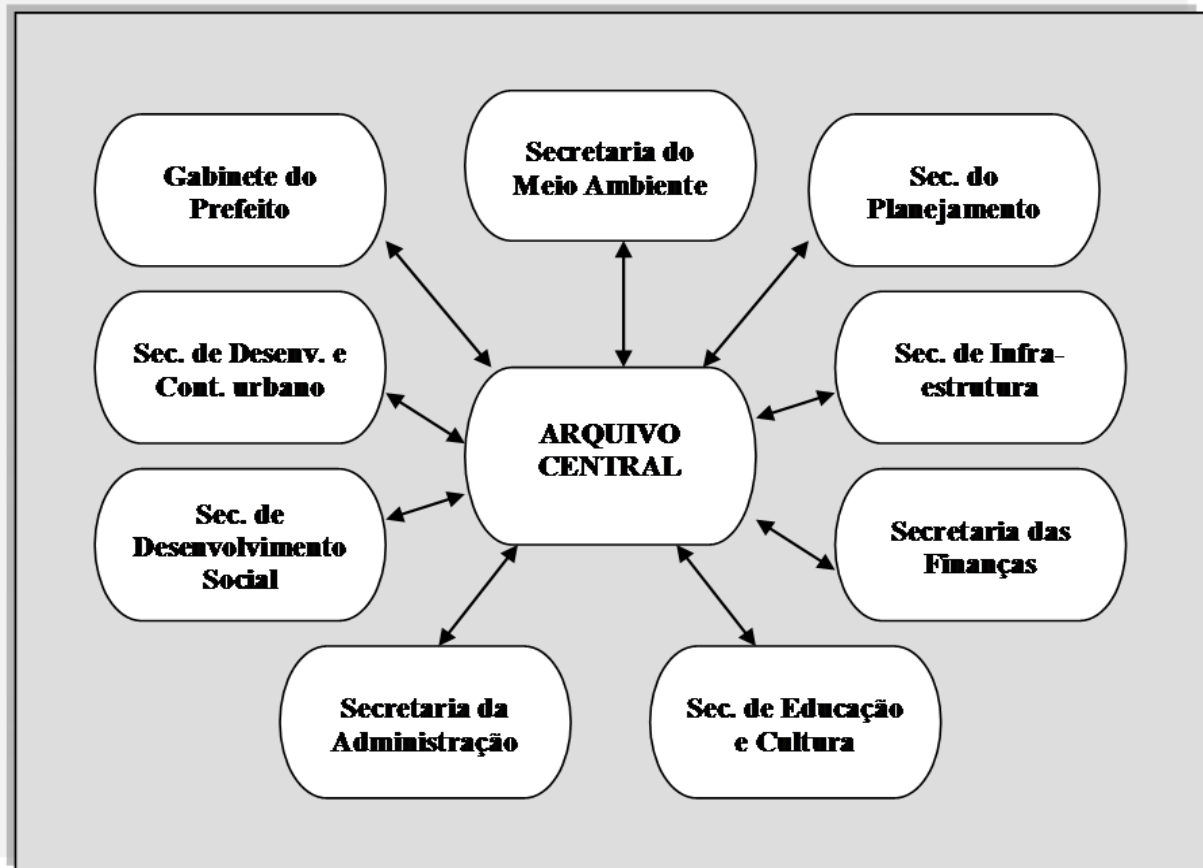 Gabinete do
Prefeito
Secretaria do
Meio Ambiente
Sec. do
Planejamento
Sec. de Desenv. e
Cont. urbano
ARQUIVO
CENTRAL
Sec. de Infra-
estrutura
Sec. de
Desenvolvimento
Social
Secretaria das
Finanças
Secretaria da
Administração
Sec. de Educação
e Cultura